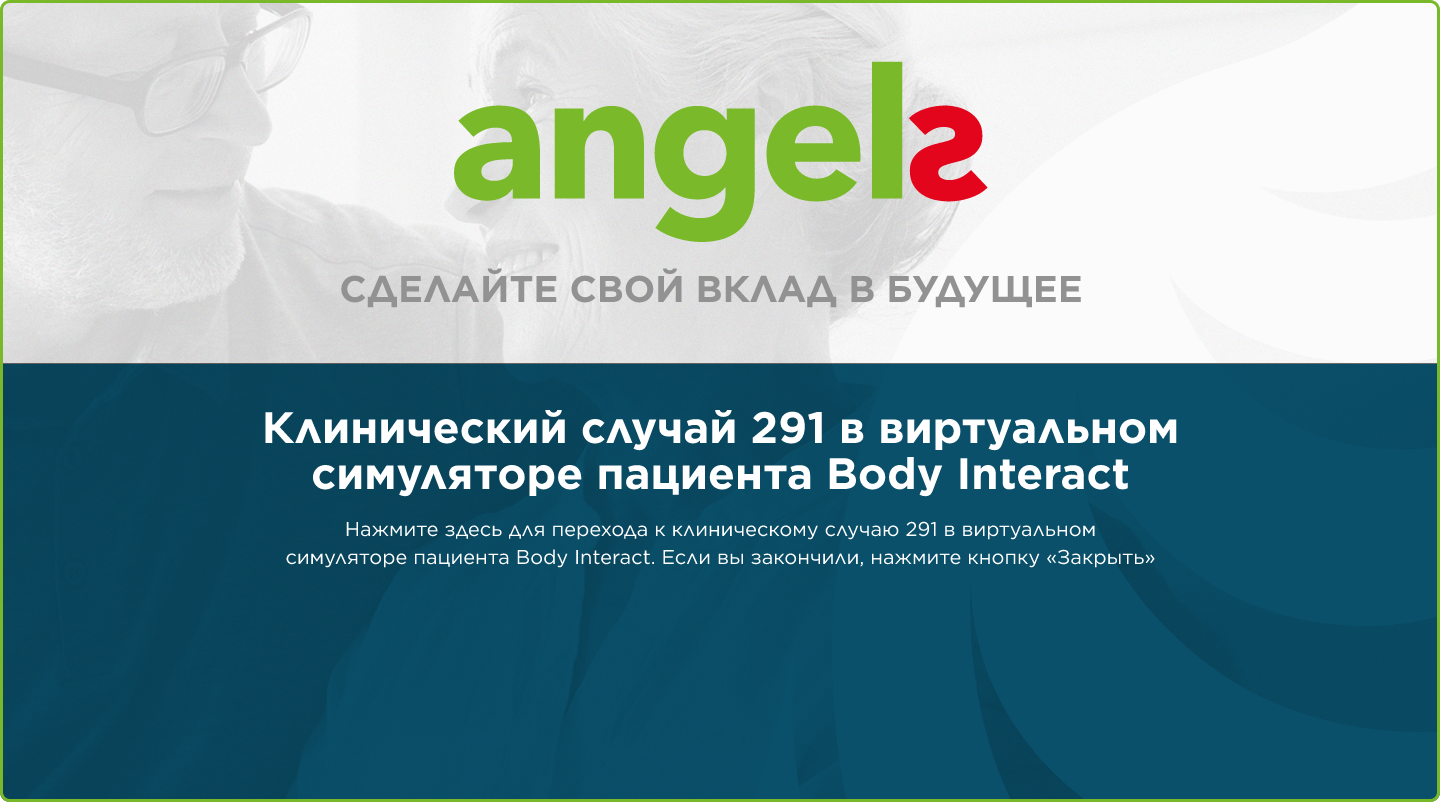 angels
СДЕЛАЙТЕ СВОЙ ВКЛАД В БУДУЩЕЕ
Клинический случай 291 в виртуальном
симуляторе пациента Body Interact
Нажмите здесь для перехода к клиническому случаю 291 в виртуальном
симуляторе пациента Body Interact. Если вы закончили, нажмите кнопку «Закрыть»